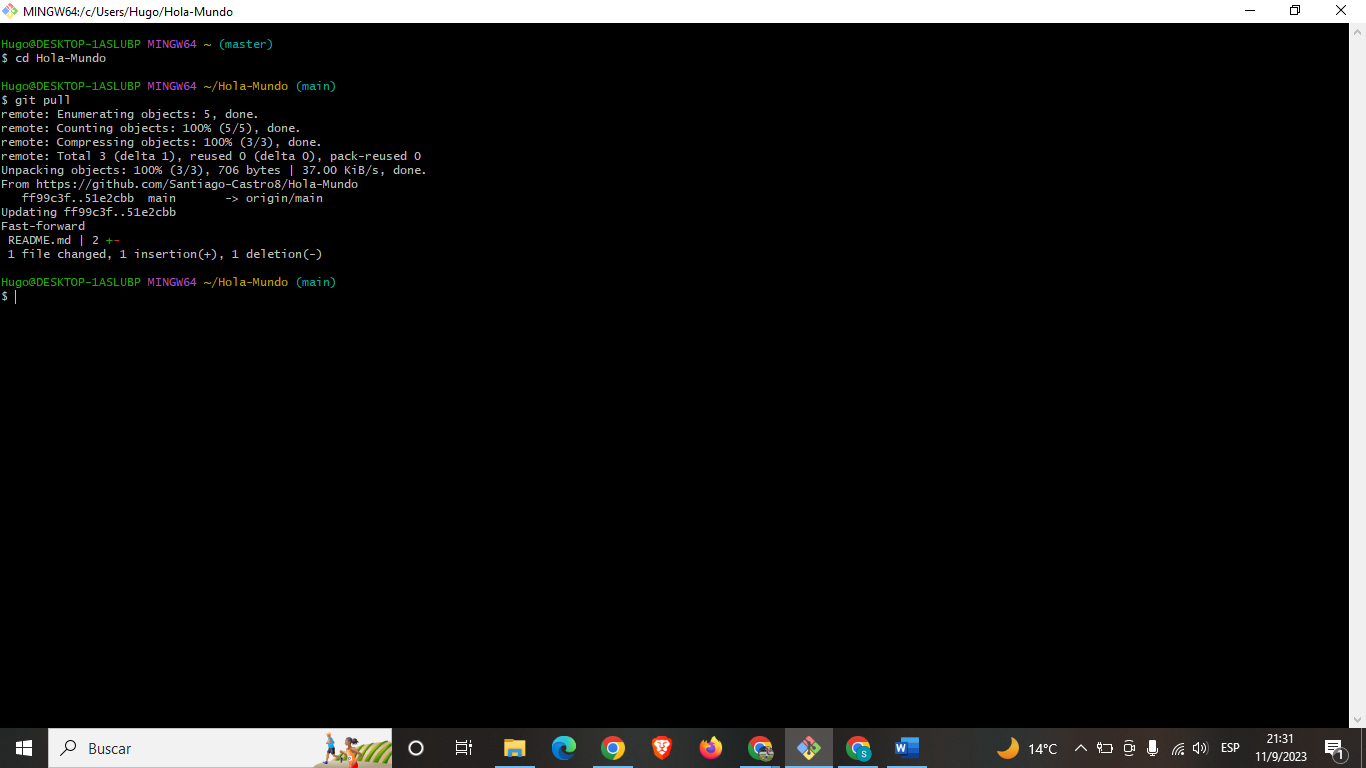 MINGW64:/c/Users/Hugo/Hola-Mundo
Hugo@DESKTOP-1ASLUBP MINGW64 ~ (master)
$ cd Hola-Mundo
Hugo@DESKTOP-1ASLUBP MINGW64 ~/Hola-Mundo (main)
$ git pull
remote: Enumerating objects: 5, done.
remote: Counting objects: 100% (5/5), done.
remote: Compressing objects: 100% (3/3), done.
remote: Total 3 (delta 1), reused 0 (delta 0), pack-reused 0
Unpacking objects: 100% (3/3), 706 bytes | 37.00 KiB/s, done.
From https://github.com/Santiago-Castro8/Hola-Mundo
   ff99c3f..51e2cbb  main       -> origin/main
Updating ff99c3f..51e2cbb
Fast-forward
 README.md | 2 +-
 1 file changed, 1 insertion(+), 1 deletion(-)
Hugo@DESKTOP-1ASLUBP MINGW64 ~/Hola-Mundo (main)
$
Buscar
S
W
14°C
ESP
21:31
11/9/2023
1